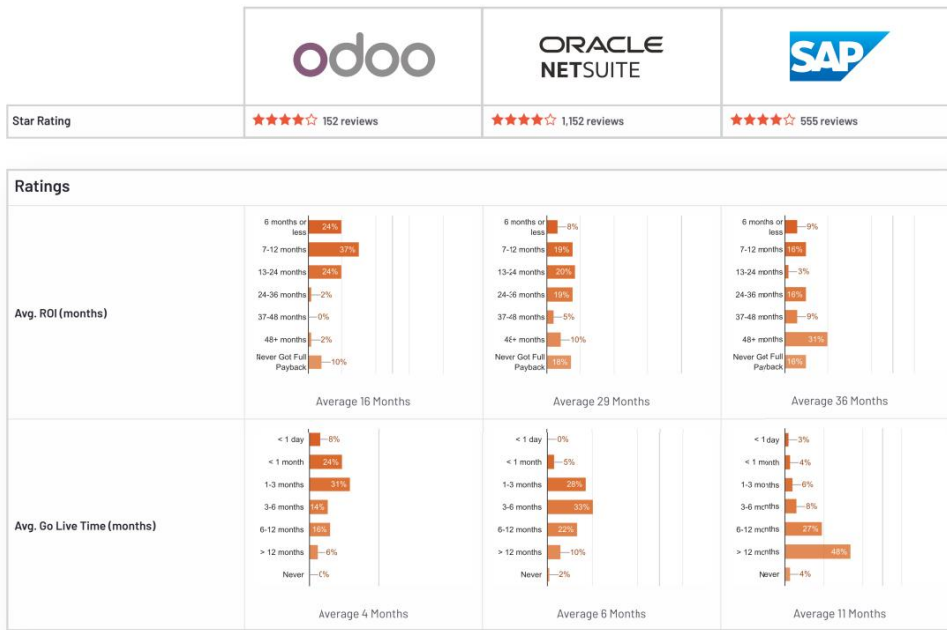 odoo
ORACLE
NETSUITE
SAP
Star Rating
152 reviews
1,152 reviews
555 reviews
Ratings
Avg. ROI (months)
6 months or
less
24%
7-12 months
37%
13-24 months
24%
24-36 months
2%
37-48 months
0%
48+ months
2%
Never Got Full
Payback
10%
Average 16 Months
6 months or
less
8%
7-12 months
19%
13-24 months
20%
24-36 months
19%
37-48 months
5%
48+ months
10%
Never Got Full
Payback
18%
Average 29 Months
6 months or
less
9%
7-12 months
16%
13-24 months
3%
24-36 months
16%
37-48 months
9%
48+ months
31%
Never Get Full
Payback
16%
Average 36 Months
Avg. Go Live Time (months)
< 1 day
8%
< 1 month
24%
1-3 months
31%
3-6 months
14%
6-12 months
16%
> 12 months
6%
Never
0%
Average 4 Months
< 1 day
0%
< 1 month
5%
1-3 months
28%
3-6 months
33%
6-12 months
22%
> 12 months
10%
Never
2%
Average 6 Months
< 1 day
3%
< 1 month
4%
1-3 months
6%
3-6 months
8%
6-12 months
27%
> 12 months
48%
Never
4%
Average 11 Months